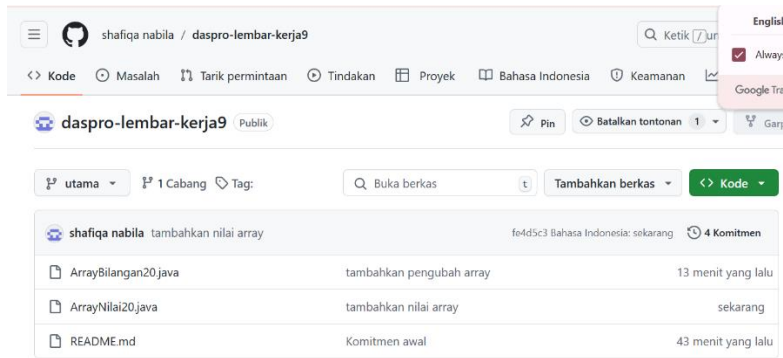 English
shafiqa nabila / daspro-lembar-kerja9
Ketik / un
Always
<> Kode Masalah Tarik permintaan Tindakan Proyek Bahasa Indonesia Keamanan
Google Tra
daspro-lembar-kerja9 Publik
Pin Batalkan tontonan 1 Garp
utama 1 Cabang Tag: Buka berkas t Tambahkan berkas <> Kode
shafiqa nabila tambahkan nilai array fe4d5c3 Bahasa Indonesia: sekarang 4 Komitmen
ArrayBilangan20.java tambahkan pengubah array 13 menit yang lalu
ArrayNilai20.java tambahkan nilai array sekarang
README.md Komitmen awal 43 menit yang lalu